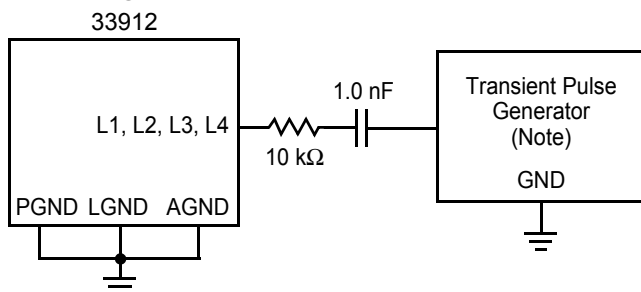 33912
1.0 nF
Transient Pulse
Generator
(Note)
L1, L2, L3, L4
10 kΩ
GND
PGND LGND AGND